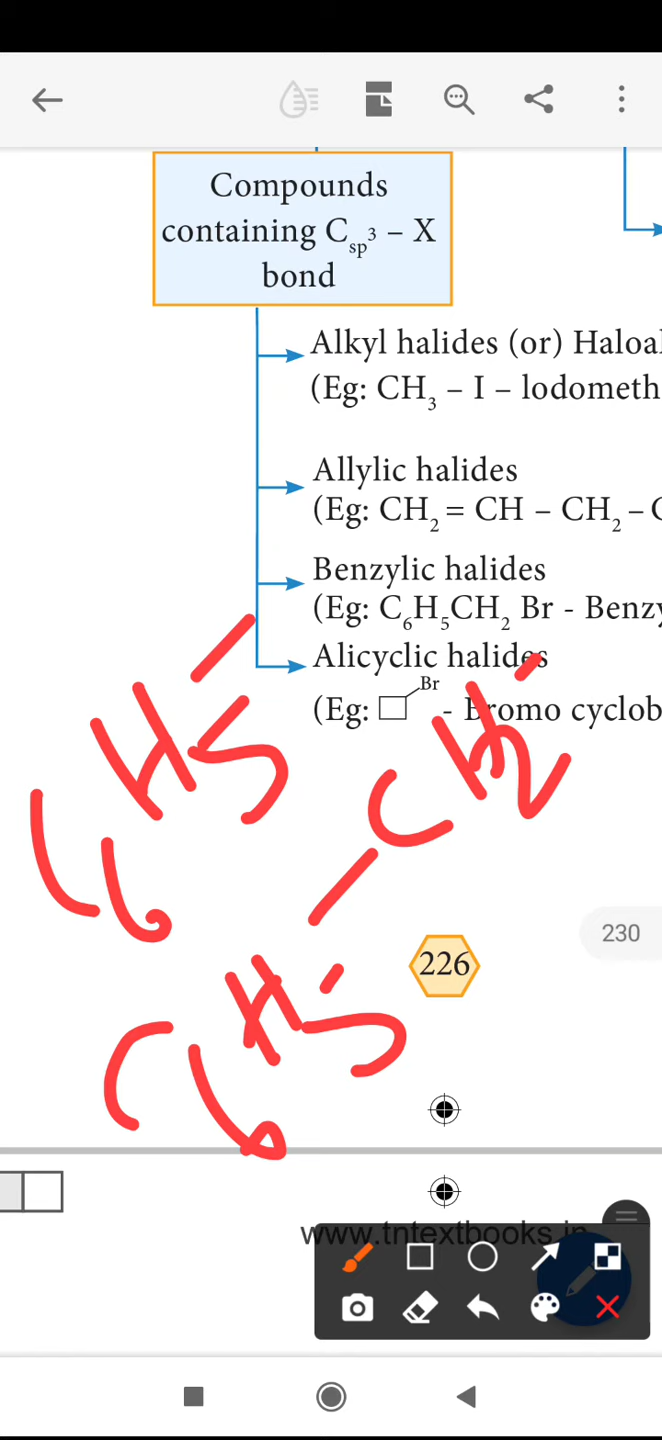 Compounds
containing Csp³ – X
bond
Alkyl halides (or) Haloal
(Eg: CH₃ – I – lodometh
Allylic halides
(Eg: CH₂ = CH – CH₂ – C
Benzylic halides
(Eg: C₆H₅CH₂ Br - Benzy
Alicyclic halides
Br
(Eg: - Bromo cyclob
C6H5 –
– CH2 –
C6H5
230
226
www.tntextbooks.in